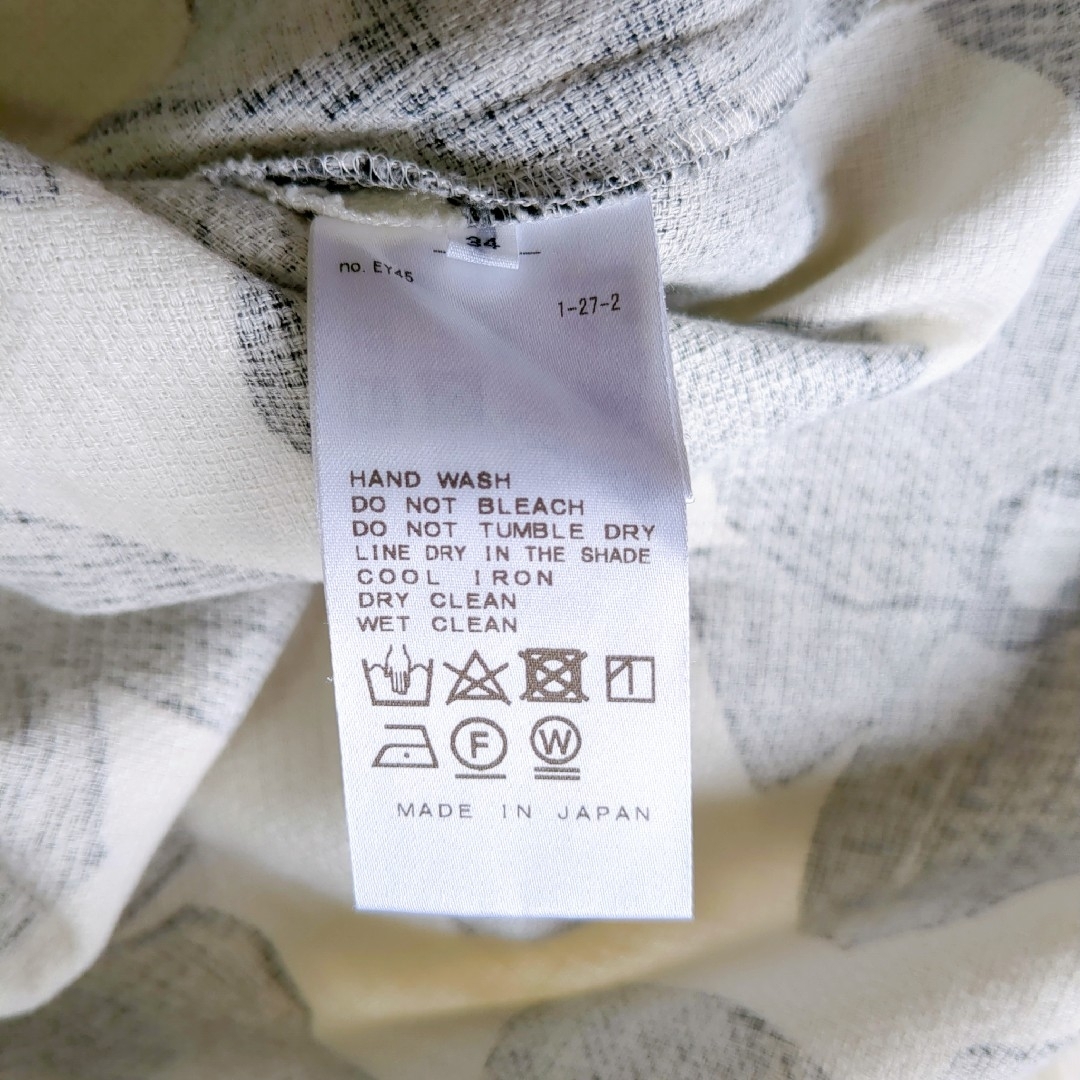 34
no. EY45
1-27-2
HAND WASH
DO NOT BLEACH
DO NOT TUMBLE DRY
LINE DRY IN THE SHADE
COOL IRON
DRY CLEAN
WET CLEAN
F W
MADE IN JAPAN